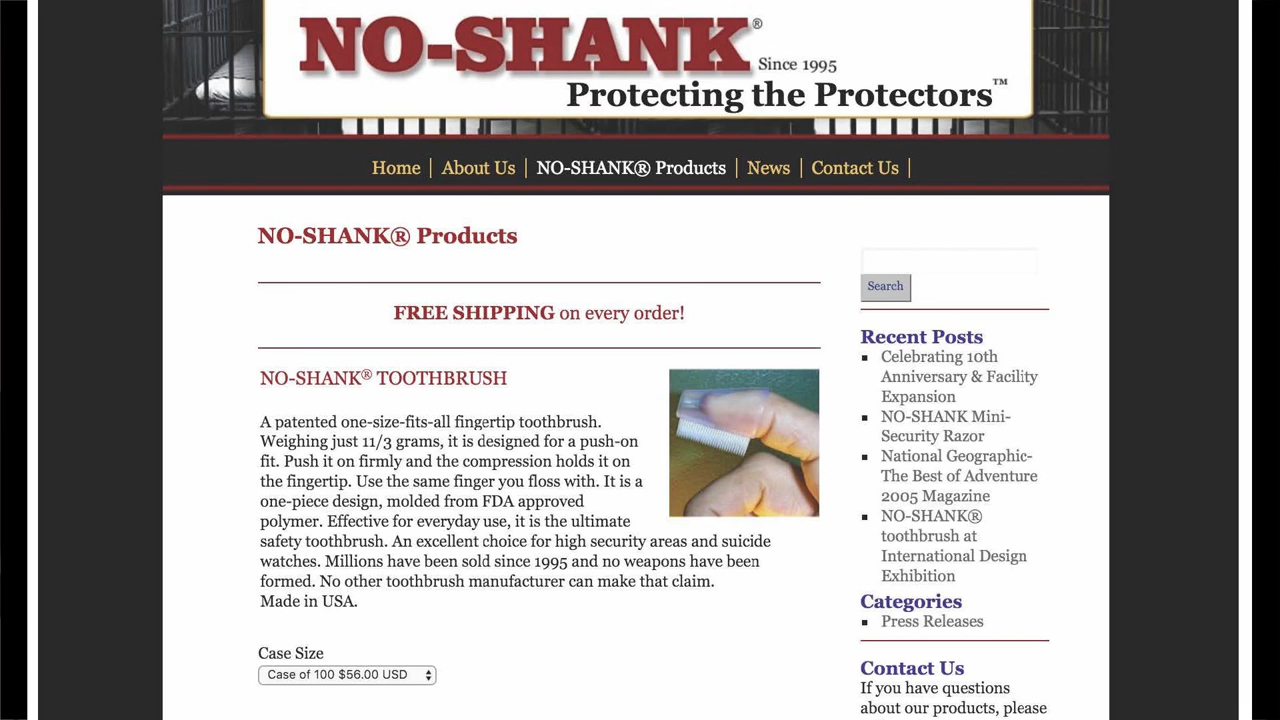 NO-SHANK®
Since 1995
Protecting the Protectors™
Home | About Us | NO-SHANK® Products | News | Contact Us |
NO-SHANK® Products
FREE SHIPPING on every order!
NO-SHANK® TOOTHBRUSH
A patented one-size-fits-all fingertip toothbrush.
Weighing just 11/3 grams, it is designed for a push-on
fit. Push it on firmly and the compression holds it on
the fingertip. Use the same finger you floss with. It is a
one-piece design, molded from FDA approved
polymer. Effective for everyday use, it is the ultimate
safety toothbrush. An excellent choice for high security areas and suicide
watches. Millions have been sold since 1995 and no weapons have been
formed. No other toothbrush manufacturer can make that claim.
Made in USA.
Case Size
Case of 100 $56.00 USD
Search
Recent Posts
Celebrating 10th
Anniversary & Facility
Expansion
NO-SHANK Mini-
Security Razor
National Geographic-
The Best of Adventure
2005 Magazine
NO-SHANK®
toothbrush at
International Design
Exhibition
Categories
Press Releases
Contact Us
If you have questions
about our products, please